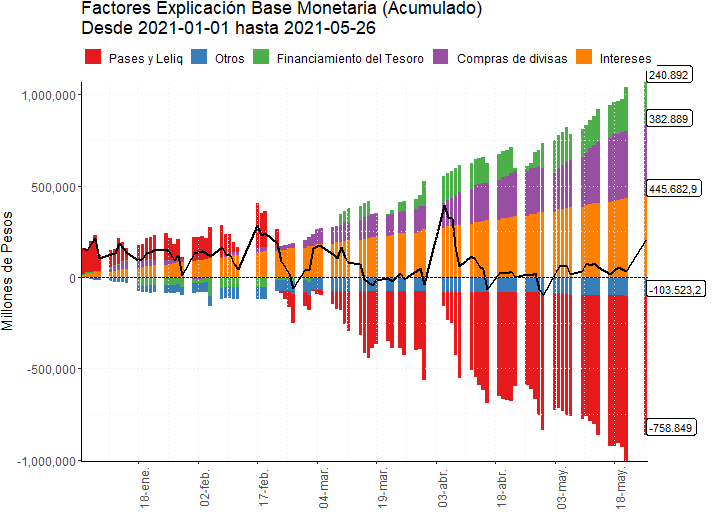 Factores Explicación Base Monetaria (Acumulado)
Desde 2021-01-01 hasta 2021-05-26
Pases y Leliq Otros Financiamiento del Tesoro Compras de divisas Intereses
Millones de Pesos
1,000,000
500,000
0
-500,000
-1,000,000
240.892
382.889
445.682,9
-103.523,2
-758.849
18-ene.
02-feb.
17-feb.
04-mar.
19-mar.
03-abr.
18-abr.
03-may.
18-may.